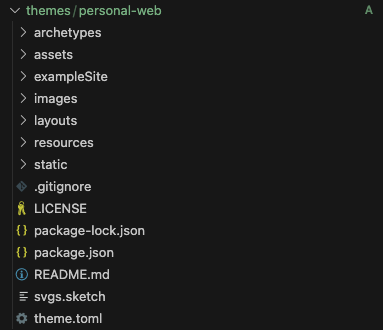 themes/personal-web A
archetypes
assets
exampleSite
images
layouts
resources
static
.gitignore
LICENSE
{} package-lock.json
{} package.json
README.md
svgs.sketch
theme.toml